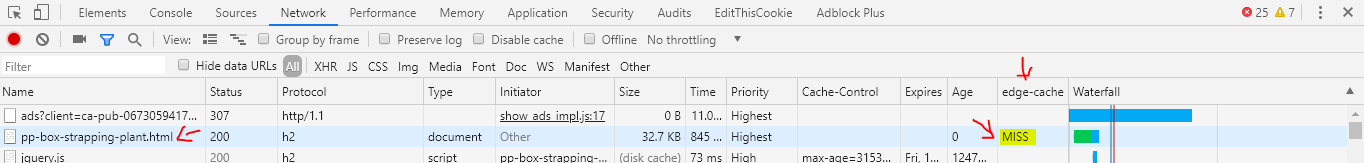 Elements Console Sources Network Performance Memory Application Security Audits EditThisCookie Adblock Plus 25 7
View: Group by frame Preserve log Disable cache Offline No throttling
Filter Hide data URLs All XHR JS CSS Img Media Font Doc WS Manifest Other
Name Status Protocol Type Initiator Size Time Priority Cache-Control Expires Age edge-cache Waterfall
ads?client=ca-pub-0673059417... 307 http/1.1 show_ads_impl.js:17 0 B 11.0... Highest
pp-box-strapping-plant.html 200 h2 document Other 32.7 KB 845 ... Highest 0 MISS
jquery.js 200 h2 script pp-box-strapping-... (disk cache) 73 ms High max-age=3153... Fri, 1... 1247...